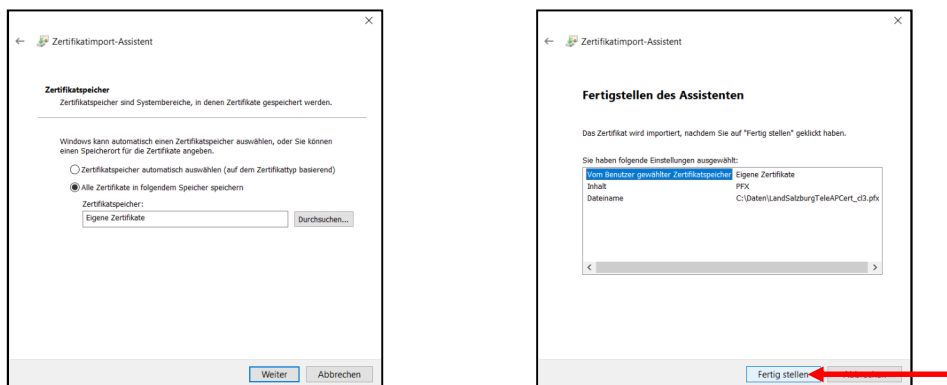 Zertifikatimport-Assistent
Zertifikatspeicher
Zertifikatspeicher sind Systembereiche, in denen Zertifikate gespeichert werden.
Windows kann automatisch einen Zertifikatspeicher auswählen, oder Sie können
einen Speicherort für die Zertifikate angeben.
Zertifikatspeicher automatisch auswählen (auf dem Zertifikattyp basierend)
Alle Zertifikate in folgendem Speicher speichern
Zertifikatspeicher:
Eigene Zertifikate Durchsuchen...
Weiter Abbrechen
Zertifikatimport-Assistent
Fertigstellen des Assistenten
Das Zertifikat wird importiert, nachdem Sie auf "Fertig stellen" geklickt haben.
Sie haben folgende Einstellungen ausgewählt:
Vom Benutzer gewählter Zertifikatspeicher Eigene Zertifikate
Inhalt PFX
Dateiname C:\Daten\LandSalzburgTeleAPCert_cl3.pfx
Fertig stellen